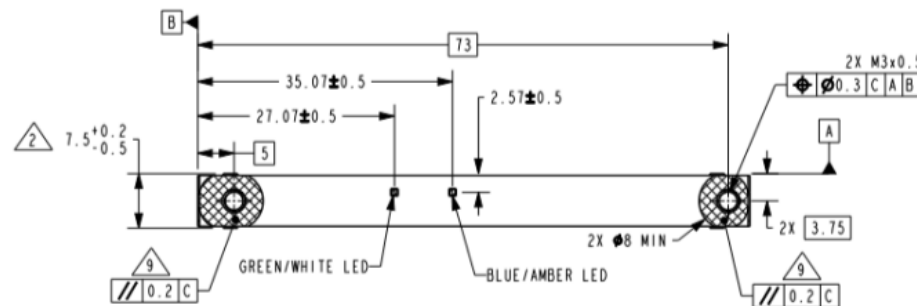 B
73
2X M3x0.5
⌖ Ø0.3 C A B
35.07±0.5
2.57±0.5
27.07±0.5
A
2 7.5 +0.2 -0.5
5
2X 3.75
2X Ø8 MIN
9
GREEN/WHITE LED
BLUE/AMBER LED
9
// 0.2 C
// 0.2 C